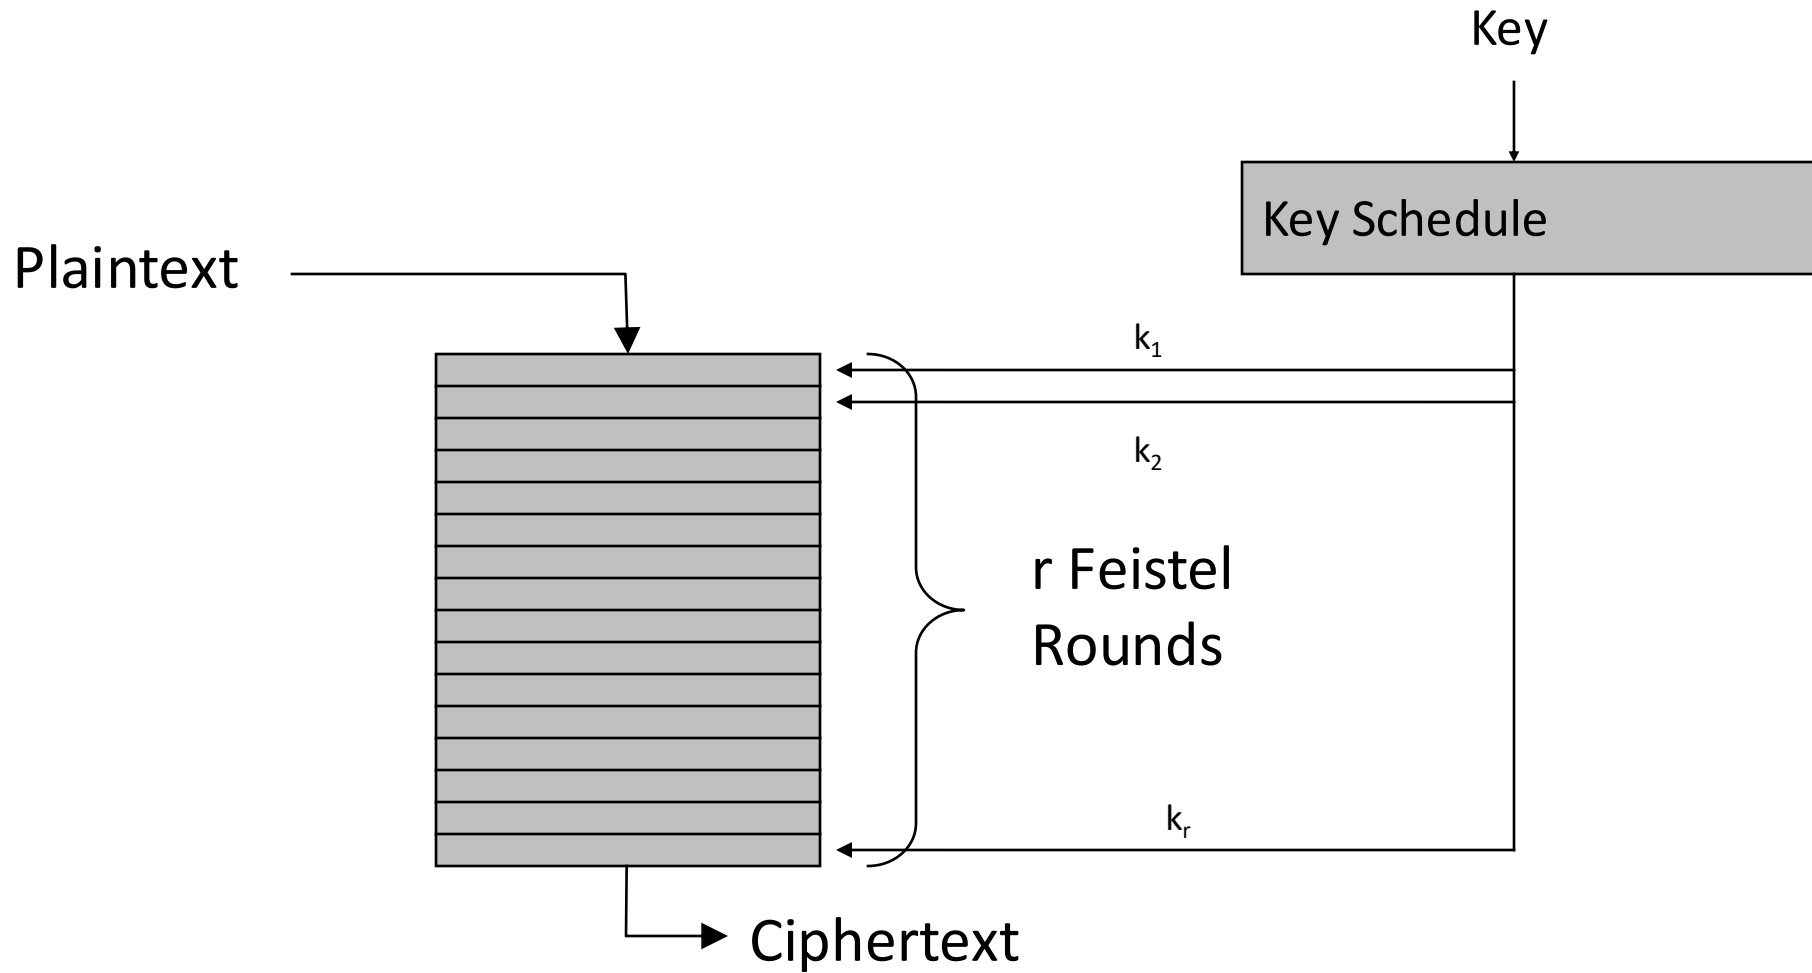 Key
Key Schedule
Plaintext
k1
k2
r Feistel
Rounds
kr
Ciphertext